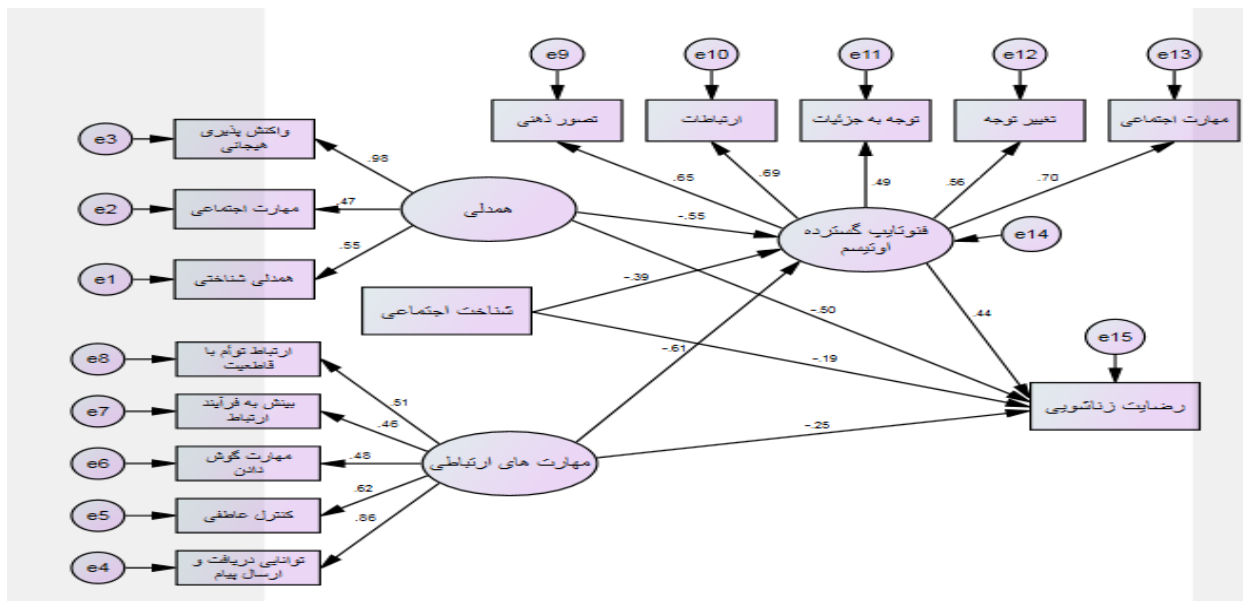 e9
e10
e11
e12
e13
تصور ذهنی
ارتباطات
توجه به جزئیات
تغییر توجه
مهارت اجتماعی
.65
.69
.49
.56
.70
e3
واکنش پذیری
هیجانی
.98
e2
مهارت اجتماعی
.47
e1
همدلی شناختی
.55
همدلی
-.55
فنوتایپ گسترده
اوتیسم
e14
شناخت اجتماعی
-.39
-.50
.44
-.61
-.19
e15
رضایت زناشویی
e8
ارتباط توأم با
قاطعیت
.51
e7
بینش به فرآیند
ارتباط
.46
e6
مهارت گوش
دادن
.48
e5
کنترل عاطفی
.62
e4
توانایی دریافت و
ارسال پیام
.86
مهارت های ارتباطی
-.25